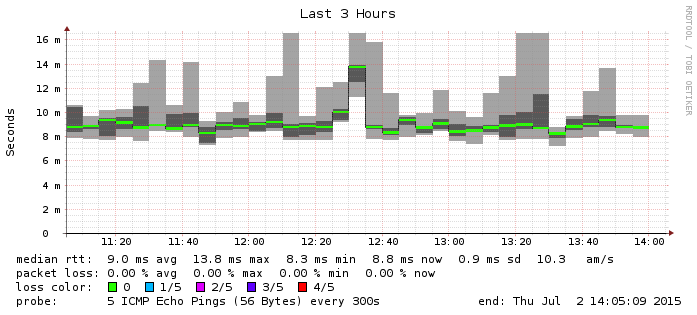 Last 3 Hours
RRDTOOL / TOBI OETIKER
Seconds
16 m
14 m
12 m
10 m
8 m
6 m
4 m
2 m
0
11:20 11:40 12:00 12:20 12:40 13:00 13:20 13:40 14:00
median rtt: 9.0 ms avg 13.8 ms max 8.3 ms min 8.8 ms now 0.9 ms sd 10.3 am/s
packet loss: 0.00 % avg 0.00 % max 0.00 % min 0.00 % now
loss color: 0 1/5 2/5 3/5 4/5
probe: 5 ICMP Echo Pings (56 Bytes) every 300s end: Thu Jul 2 14:05:09 2015